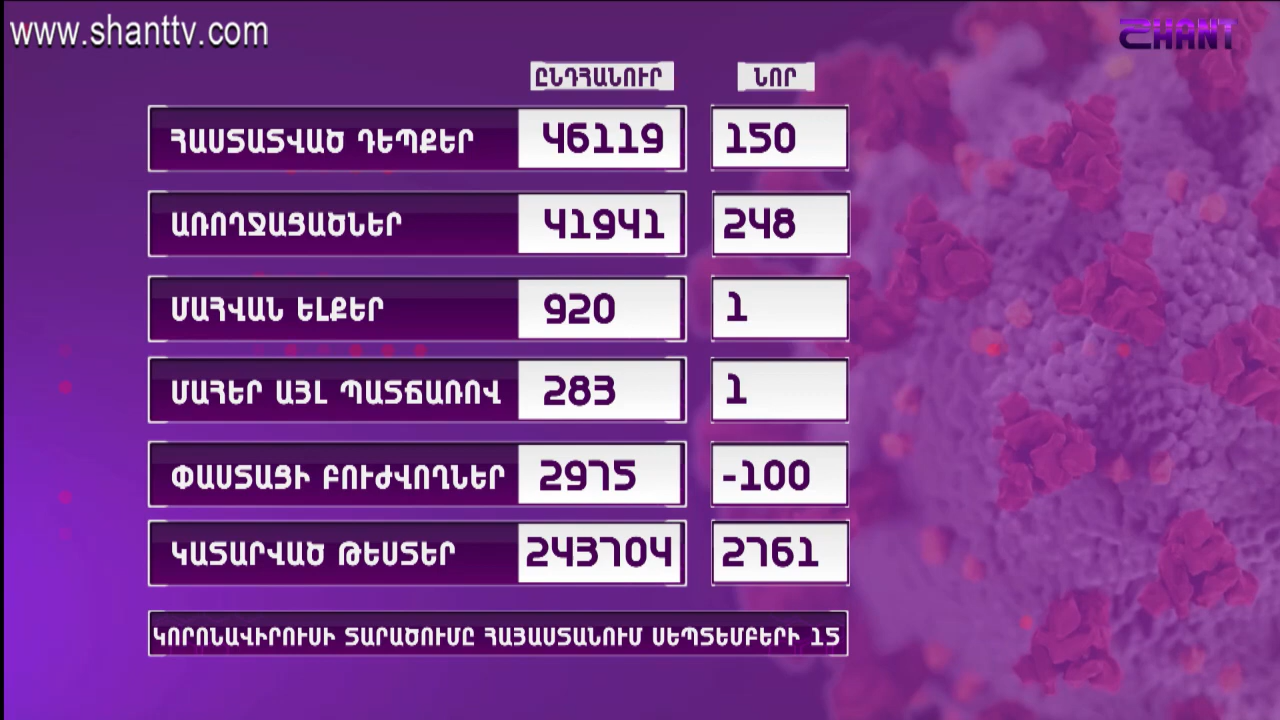 www.shanttv.com
SHANT
ԸՆԴՀԱՆՈՒՐ ՆՈՐ
ՀԱՍՏԱՏՎԱԾ ԴԵՊՔԵՐ 46119 150
ԱՌՈՂՋԱՑԱԾՆԵՐ 41941 248
ՄԱՀՎԱՆ ԵԼՔԵՐ 920 1
ՄԱՀԵՐ ԱՅԼ ՊԱՏՃԱՌՈՎ 283 1
ՓԱՍՏԱՑԻ ԲՈՒԺՎՈՂՆԵՐ 2975 -100
ԿԱՏԱՐՎԱԾ ԹԵՍՏԵՐ 243704 2761
ԿՈՐՈՆԱՎԻՐՈՒՍԻ ՏԱՐԱԾՈՒՄԸ ՀԱՅԱՍՏԱՆՈՒՄ ՍԵՊՏԵՄԲԵՐԻ 15